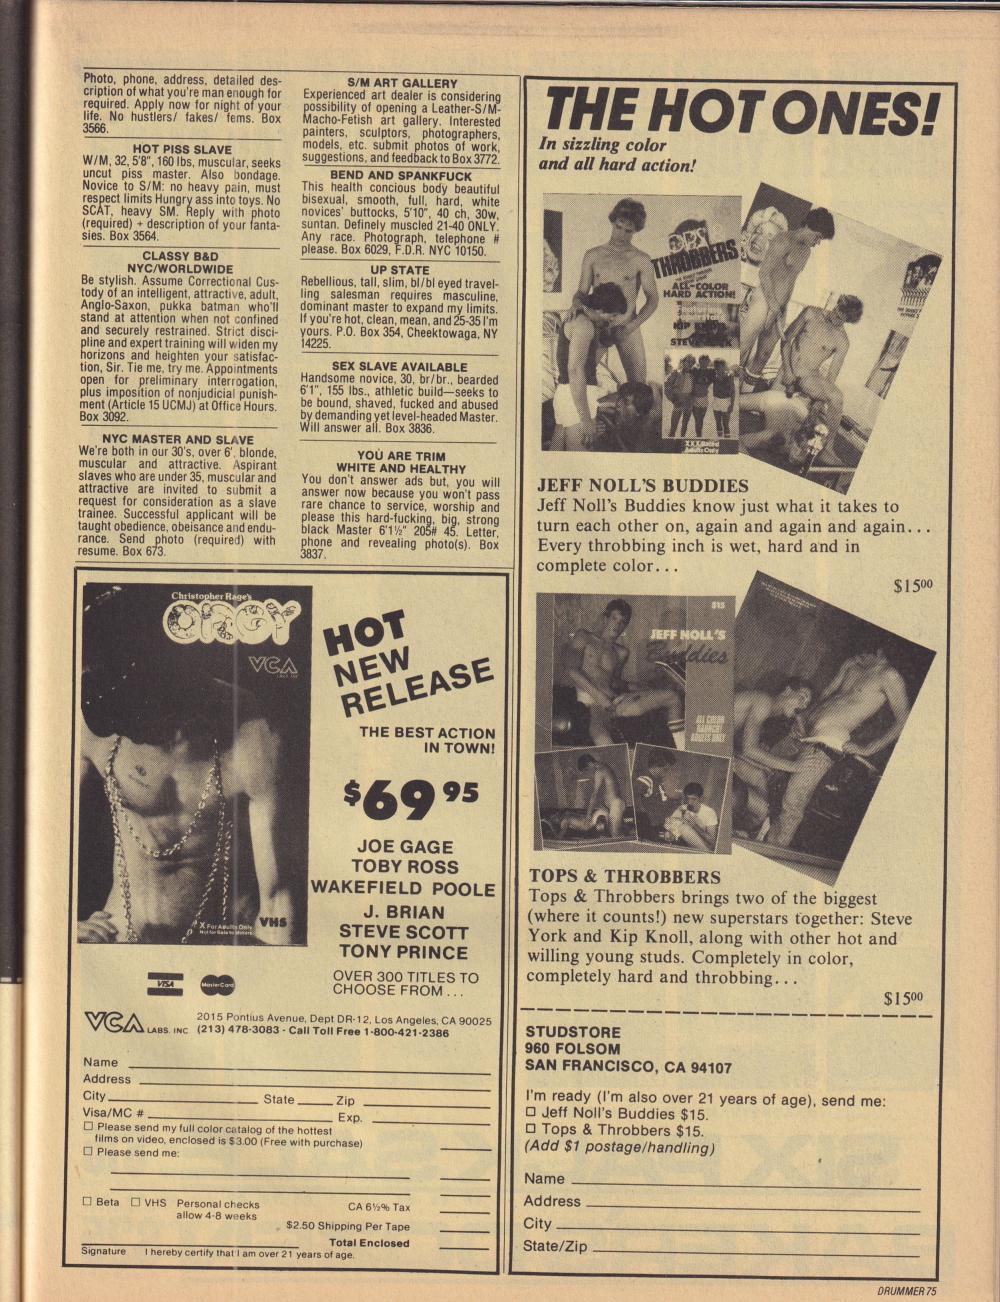 Photo, phone, address, detailed des-
cription of what you're man enough for
required. Apply now for night of your
life. No hustlers/ fakes/ fems. Box
3566.
HOT PISS SLAVE
W/M, 32, 5'8", 160 lbs, muscular, seeks
uncut piss master. Also bondage.
Novice to S/M: no heavy pain, must
respect limits Hungry ass into toys. No
SCAT, heavy SM. Reply with photo
(required) + description of your fanta-
sies. Box 3564.
CLASSY B&D
NYC/WORLDWIDE
Be stylish. Assume Correctional Cus-
tody of an intelligent, attractive, adult,
Anglo-Saxon, pukka batman who'll
stand at attention when not confined
and securely restrained. Strict disci-
pline and expert training will widen my
horizons and heighten your satisfac-
tion, Sir. Tie me, try me. Appointments
open for preliminary interrogation,
plus imposition of nonjudicial punish-
ment (Article 15 UCMJ) at Office Hours.
Box 3092.
NYC MASTER AND SLAVE
We're both in our 30's, over 6', blonde,
muscular and attractive. Aspirant
slaves who are under 35, muscular and
attractive are invited to submit a
request for consideration as a slave
trainee. Successful applicant will be
taught obedience, obeisance and endu-
rance. Send photo (required) with
resume. Box 673.
S/M ART GALLERY
Experienced art dealer is considering
possibility of opening a Leather-S/M-
Macho-Fetish art gallery. Interested
painters, sculptors, photographers,
models, etc. submit photos of work,
suggestions, and feedback to Box 3772.
BEND AND SPANKFUCK
This health concious body beautiful
bisexual, smooth, full, hard, white
novices' buttocks, 5'10", 40 ch, 30w,
suntan. Definely muscled 21-40 ONLY.
Any race. Photograph, telephone #
please. Box 6029, F.D.R. NYC 10150.
UP STATE
Rebellious, tall, slim, bl/bl eyed travel-
ling salesman requires masculine,
dominant master to expand my limits.
If you're hot, clean, mean, and 25-35 I'm
yours. P.O. Box 354, Cheektowaga, NY
14225.
SEX SLAVE AVAILABLE
Handsome novice, 30, br/br., bearded
6'1", 155 lbs., athletic build—seeks to
be bound, shaved, fucked and abused
by demanding yet level-headed Master.
Will answer all. Box 3836.
YOU ARE TRIM
WHITE AND HEALTHY
You don't answer ads but, you will
answer now because you won't pass
rare chance to service, worship and
please this hard-fucking, big, strong
black Master 6'1½" 205# 45. Letter,
phone and revealing photo(s). Box
3837.
Christopher Rage's
ORGY
VCA
X For Adults Only
VHS
HOT
NEW
RELEASE
THE BEST ACTION
IN TOWN!
$69 95
JOE GAGE
TOBY ROSS
WAKEFIELD POOLE
J. BRIAN
STEVE SCOTT
TONY PRINCE
OVER 300 TITLES TO
CHOOSE FROM . . .
VISA
MasterCard
VCA LABS. INC
2015 Pontius Avenue, Dept DR-12, Los Angeles, CA 90025
(213) 478-3083 - Call Toll Free 1-800-421-2386
Name
Address
City State Zip
Visa/MC # Exp.
Please send my full color catalog of the hottest
films on video, enclosed is $3.00 (Free with purchase)
Please send me:
Beta VHS Personal checks CA 6½% Tax
allow 4-8 weeks
$2.50 Shipping Per Tape
Total Enclosed
Signature I hereby certify that I am over 21 years of age.
THE HOT ONES!
In sizzling color
and all hard action!
THROBBERS
ALL-COLOR
HARD ACTION!
KIP
STEVE
XXX Rated
Adults Only
JEFF NOLL'S BUDDIES
Jeff Noll's Buddies know just what it takes to
turn each other on, again and again and again . . .
Every throbbing inch is wet, hard and in
complete color . . .
$15⁰⁰
$15
JEFF NOLL'S
Buddies
ALL COLOR
ADULTS ONLY
TOPS & THROBBERS
Tops & Throbbers brings two of the biggest
(where it counts!) new superstars together: Steve
York and Kip Knoll, along with other hot and
willing young studs. Completely in color,
completely hard and throbbing . . .
$15⁰⁰
STUDSTORE
960 FOLSOM
SAN FRANCISCO, CA 94107
I'm ready (I'm also over 21 years of age), send me:
Jeff Noll's Buddies $15.
Tops & Throbbers $15.
(Add $1 postage/handling)
Name
Address
City
State/Zip
DRUMMER 75